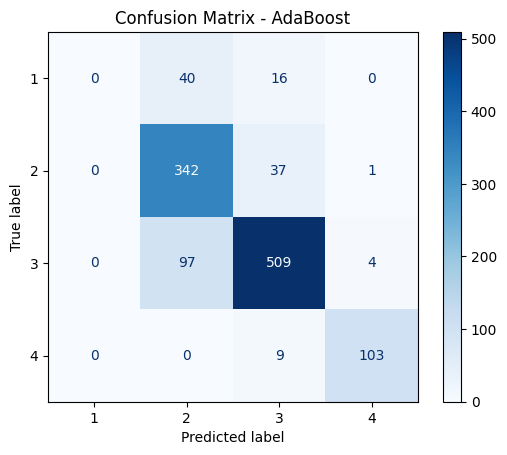 Confusion Matrix - AdaBoost
500
1 0 40 16 0
400
2 0 342 37 1
300
True label
200
3 0 97 509 4
100
4 0 0 9 103
0
1 2 3 4
Predicted label